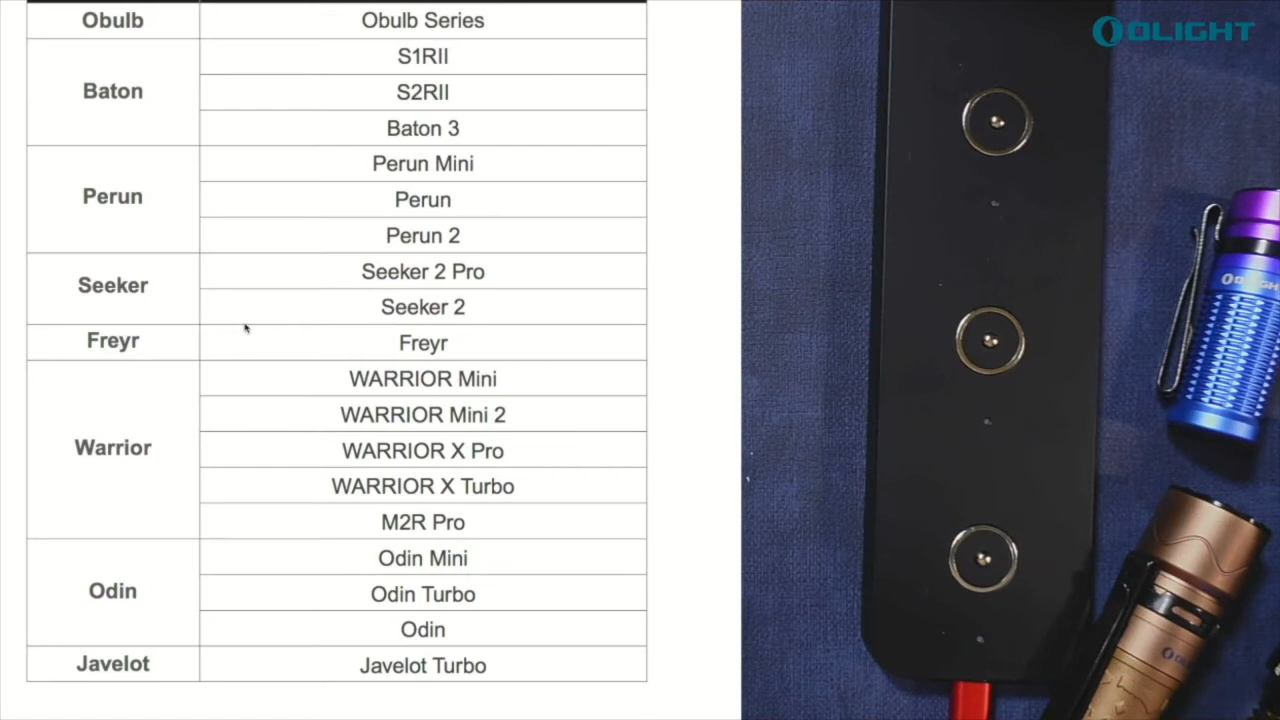 Obulb Obulb Series
Baton
S1RII
S2RII
Baton 3
Perun
Perun Mini
Perun
Perun 2
Seeker
Seeker 2 Pro
Seeker 2
Freyr Freyr
Warrior
WARRIOR Mini
WARRIOR Mini 2
WARRIOR X Pro
WARRIOR X Turbo
M2R Pro
Odin
Odin Mini
Odin Turbo
Odin
Javelot Javelot Turbo
OLIGHT
OLIGHT